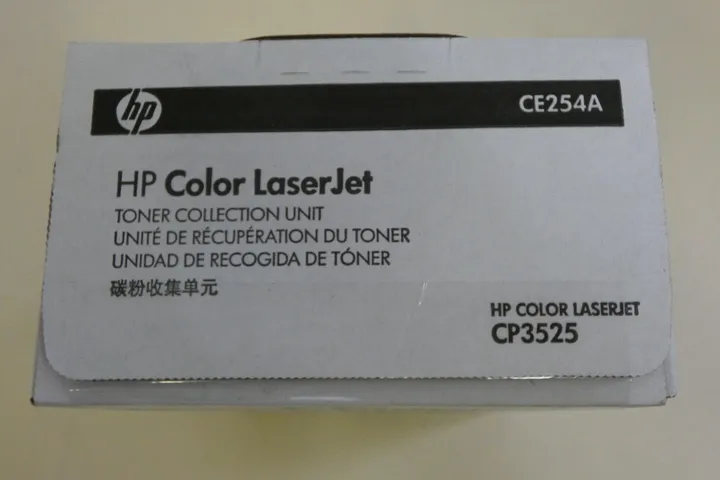 hp CE254A
HP Color LaserJet
TONER COLLECTION UNIT
UNITÉ DE RÉCUPÉRATION DU TONER
UNIDAD DE RECOGIDA DE TÓNER
碳粉收集单元
HP COLOR LASERJET
CP3525